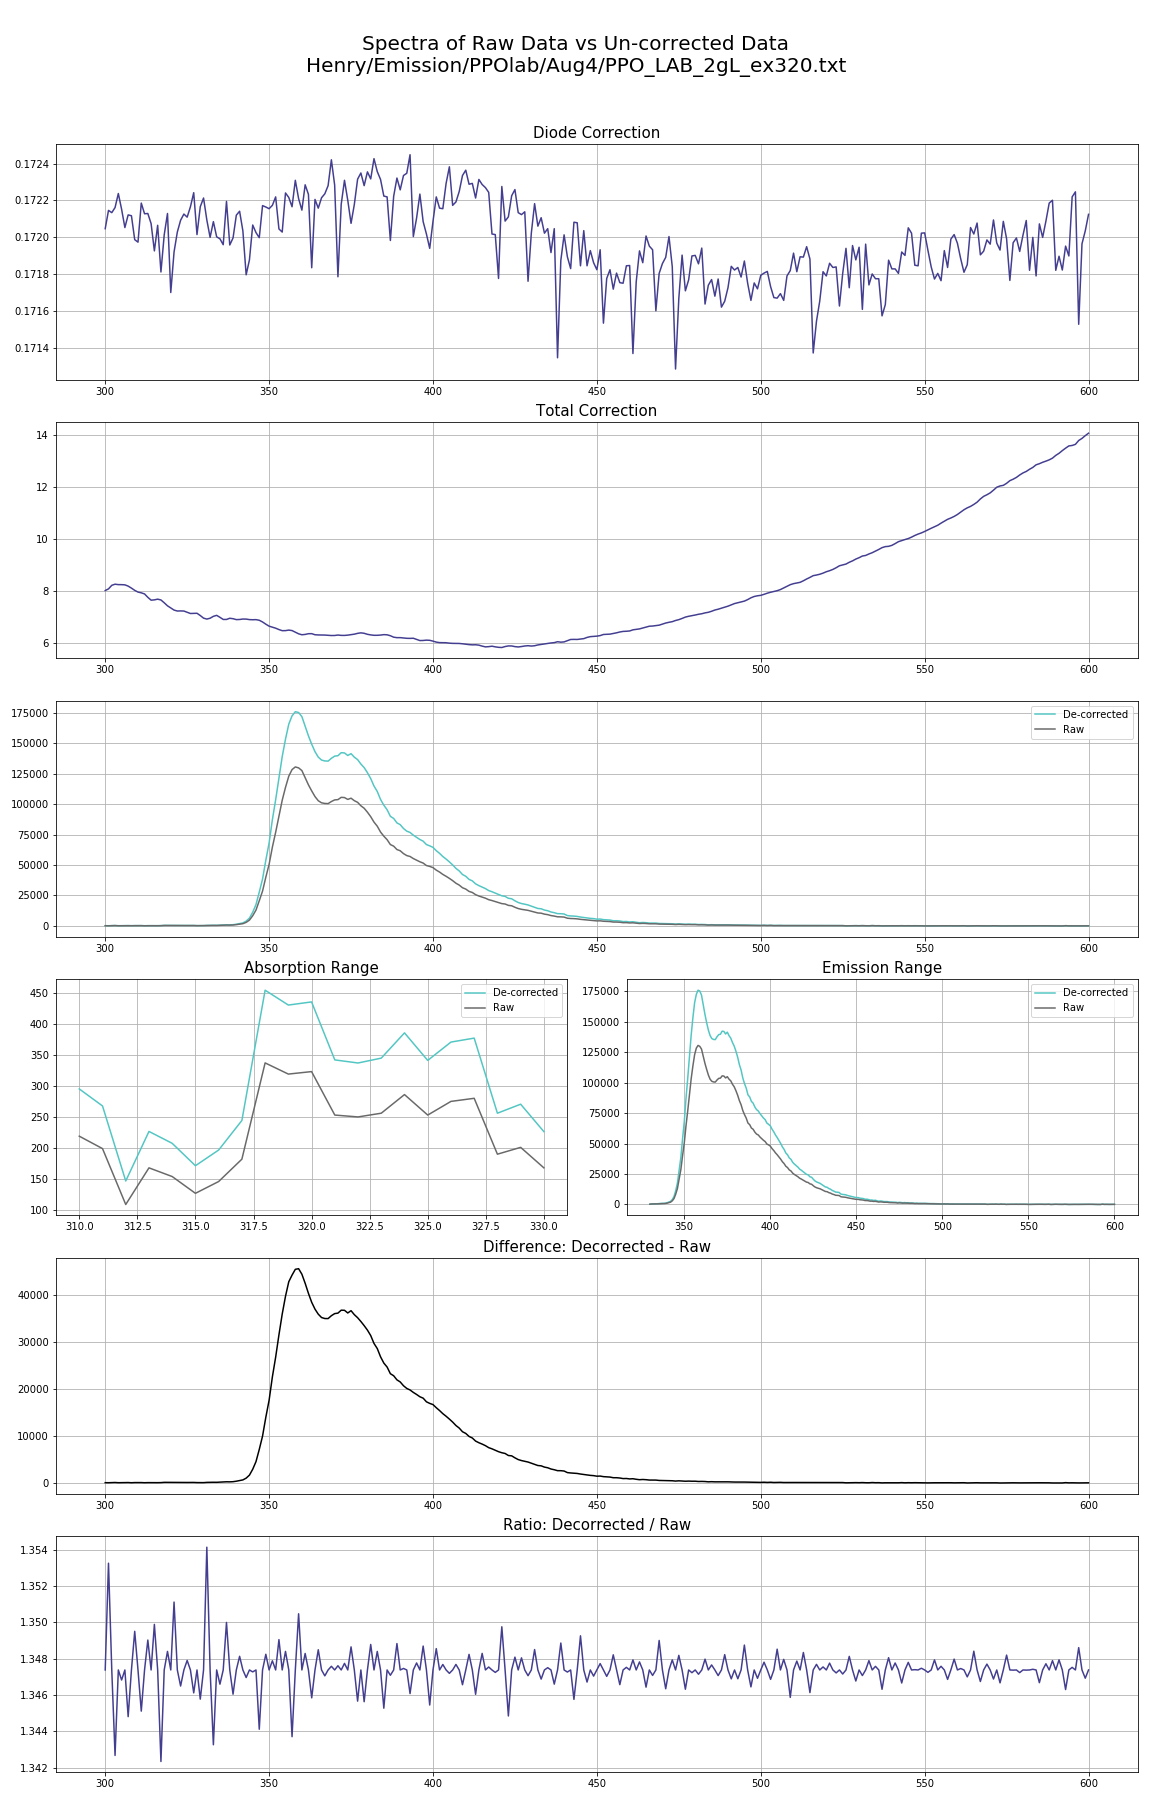 Spectra of Raw Data vs Un-corrected Data
Henry/Emission/PPOlab/Aug4/PPO_LAB_2gL_ex320.txt
Diode Correction
0.1724
0.1722
0.1720
0.1718
0.1716
0.1714
300 350 400 450 500 550 600
Total Correction
14
12
10
8
6
300 350 400 450 500 550 600
175000
150000
125000
100000
75000
50000
25000
0
De-corrected
Raw
300 350 400 450 500 550 600
Absorption Range
450
400
350
300
250
200
150
100
De-corrected
Raw
310.0 312.5 315.0 317.5 320.0 322.5 325.0 327.5 330.0
Emission Range
175000
150000
125000
100000
75000
50000
25000
0
De-corrected
Raw
350 400 450 500 550 600
Difference: Decorrected - Raw
40000
30000
20000
10000
0
300 350 400 450 500 550 600
Ratio: Decorrected / Raw
1.354
1.352
1.350
1.348
1.346
1.344
1.342
300 350 400 450 500 550 600